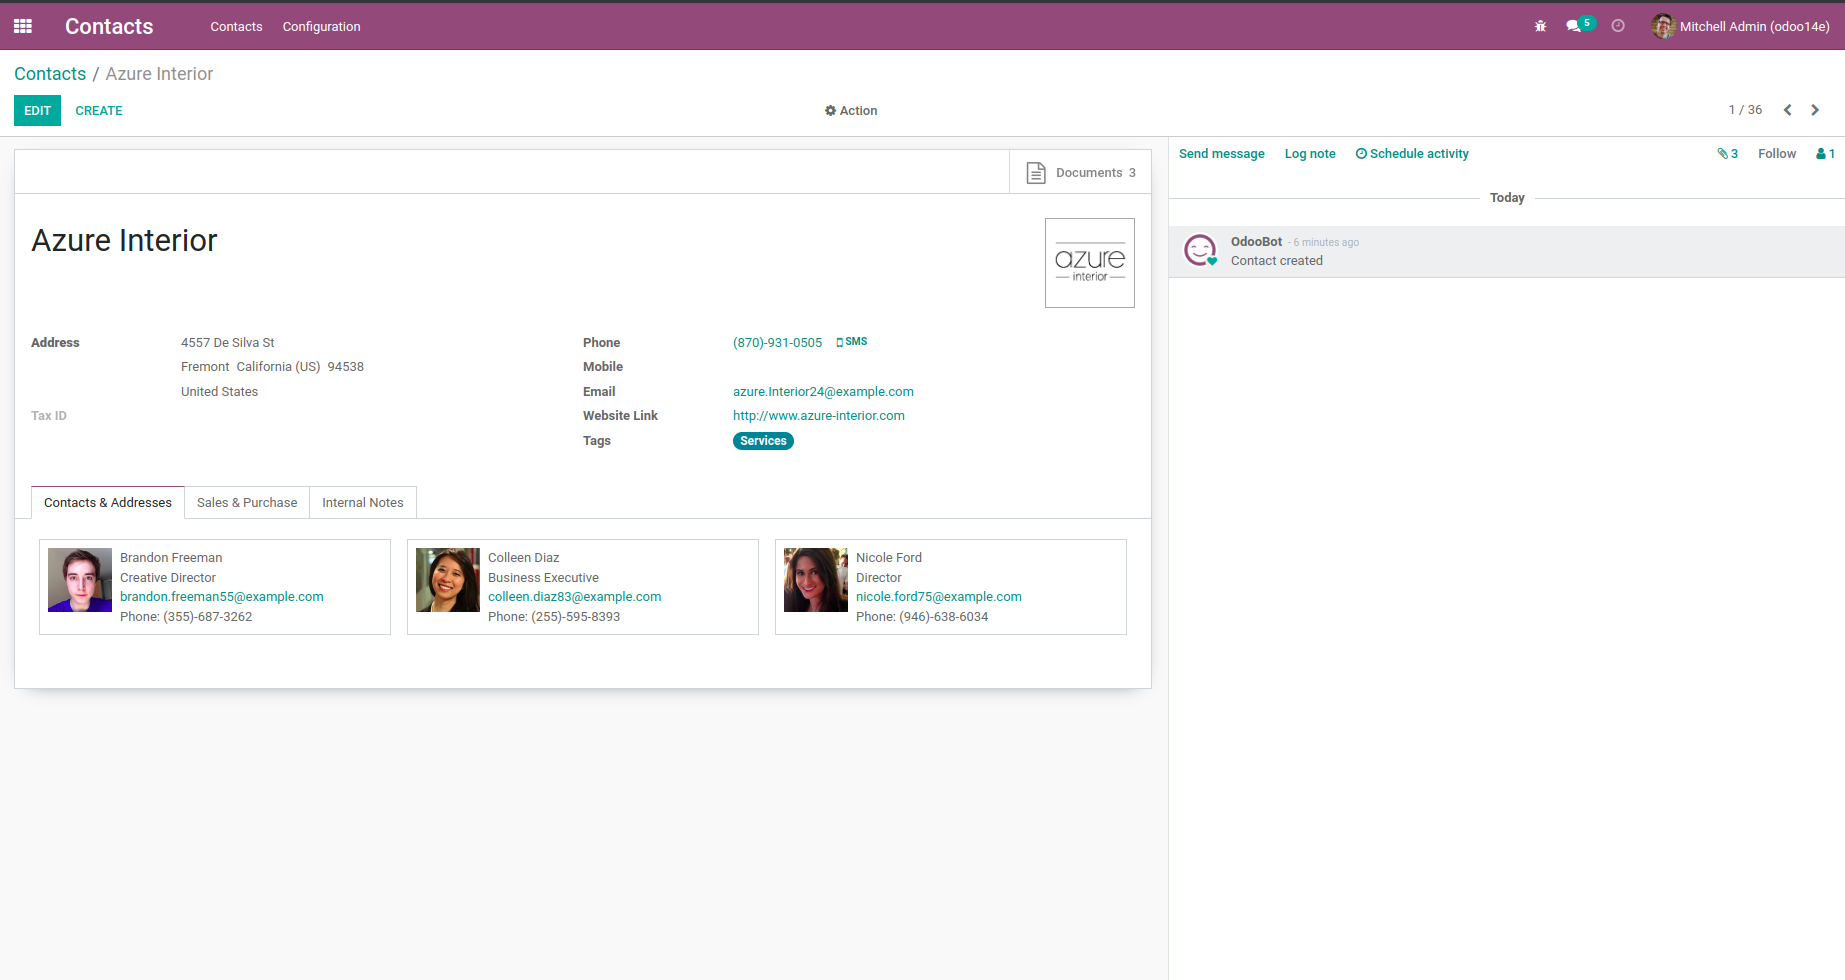 Contacts
Contacts Configuration
5
Mitchell Admin (odoo14e)
Contacts / Azure Interior
EDIT CREATE
Action
1 / 36
Documents 3
Azure Interior
azure
interior
Address
4557 De Silva St
Fremont California (US) 94538
United States
Tax ID
Phone (870)-931-0505 SMS
Mobile
Email azure.Interior24@example.com
Website Link http://www.azure-interior.com
Tags Services
Contacts & Addresses Sales & Purchase Internal Notes
Brandon Freeman
Creative Director
brandon.freeman55@example.com
Phone: (355)-687-3262
Colleen Diaz
Business Executive
colleen.diaz83@example.com
Phone: (255)-595-8393
Nicole Ford
Director
nicole.ford75@example.com
Phone: (946)-638-6034
Send message Log note Schedule activity
3 Follow 1
Today
OdooBot - 6 minutes ago
Contact created